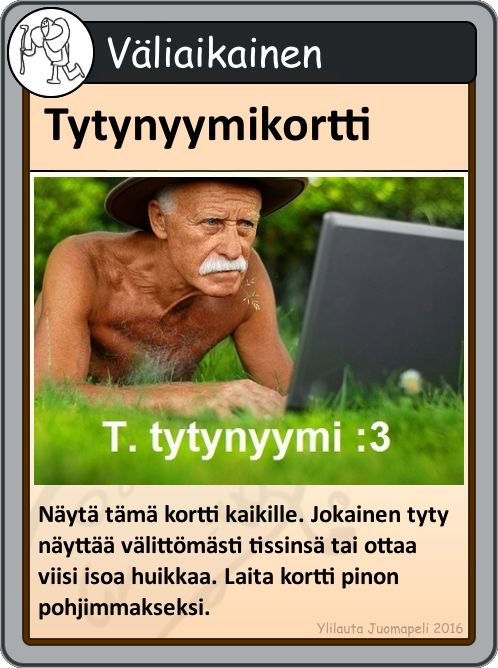 Väliaikainen
Tytynyymikortti
T. tytynyymi :3
Näytä tämä kortti kaikille. Jokainen tyty
näyttää välittömästi tissinsä tai ottaa
viisi isoa huikkaa. Laita kortti pinon
pohjimmakseksi.
Ylilauta Juomapeli 2016